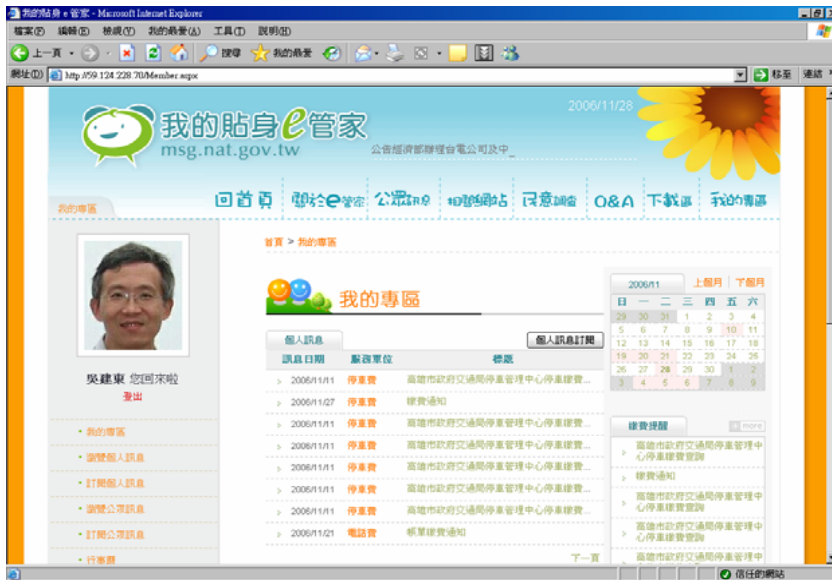 我的貼身 e 管家 - Microsoft Internet Explorer
檔案(F) 編輯(E) 檢視(V) 我的最愛(A) 工具(T) 說明(H)
上一頁 搜尋 我的最愛
網址(D) http://59.124.228.70/Member.aspx 移至 連結
我的貼身e管家
msg.nat.gov.tw
2006/11/28
公告經濟部辦理台電公司及中_
回首頁 關於e管家 公眾訊息 相關網站 民意調查 Q&A 下載區 我的專區
我的專區
首頁 > 我的專區
我的專區
吳建東 您回來啦
登出
我的專區
瀏覽個人訊息
訂閱個人訊息
瀏覽公眾訊息
訂閱公眾訊息
行事曆
個人訊息 個人訊息訂閱
訊息日期 服務單位 標題
2006/11/11 停車費 高雄市政府交通局停車管理中心停車繳費...
2006/11/27 停車費 繳費通知
2006/11/11 停車費 高雄市政府交通局停車管理中心停車繳費...
2006/11/11 停車費 高雄市政府交通局停車管理中心停車繳費...
2006/11/11 停車費 高雄市政府交通局停車管理中心停車繳費...
2006/11/11 停車費 高雄市政府交通局停車管理中心停車繳費...
2006/11/11 停車費 高雄市政府交通局停車管理中心停車繳費...
2006/11/21 電話費 帳單繳費通知
下一頁
2006/11 上個月 下個月
日 一 二 三 四 五 六
29 30 31 1 2 3 4
5 6 7 8 9 10 11
12 13 14 15 16 17 18
19 20 21 22 23 24 25
26 27 28 29 30 1 2
3 4 5 6 7 8 9
繳費提醒 more
高雄市政府交通局停車管理中
心停車繳費查詢
繳費通知
高雄市政府交通局停車管理中
心停車繳費查詢
高雄市政府交通局停車管理中
心停車繳費查詢
高雄市政府交通局停車管理中
信任的網站